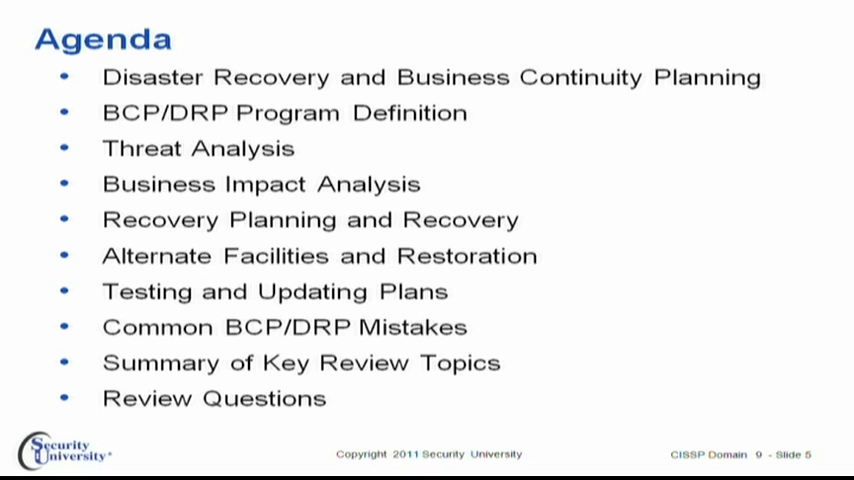 Agenda
• Disaster Recovery and Business Continuity Planning
• BCP/DRP Program Definition
• Threat Analysis
• Business Impact Analysis
• Recovery Planning and Recovery
• Alternate Facilities and Restoration
• Testing and Updating Plans
• Common BCP/DRP Mistakes
• Summary of Key Review Topics
• Review Questions
Security
University
Copyright 2011 Security University
CISSP Domain 9 - Slide 5